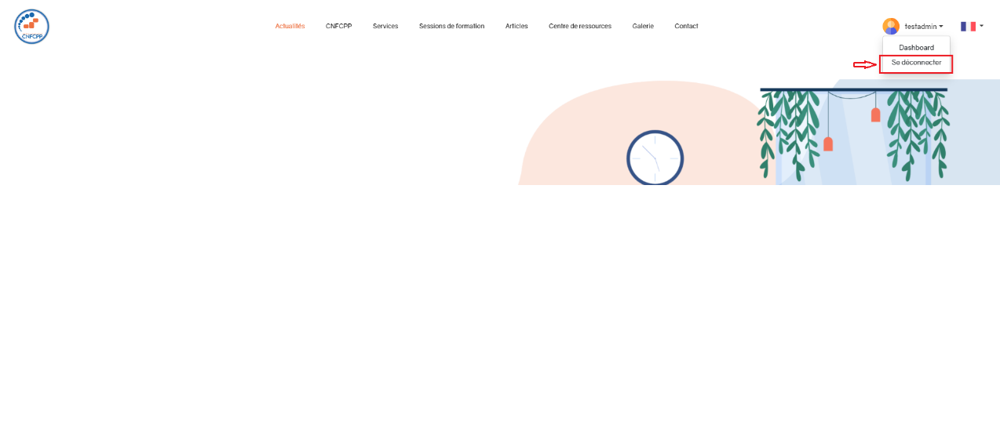 CNFCPP
Actualités CNFCPP Services Sessions de formation Articles Centre de ressources Galerie Contact
testadmin
Dashboard
Se déconnecter